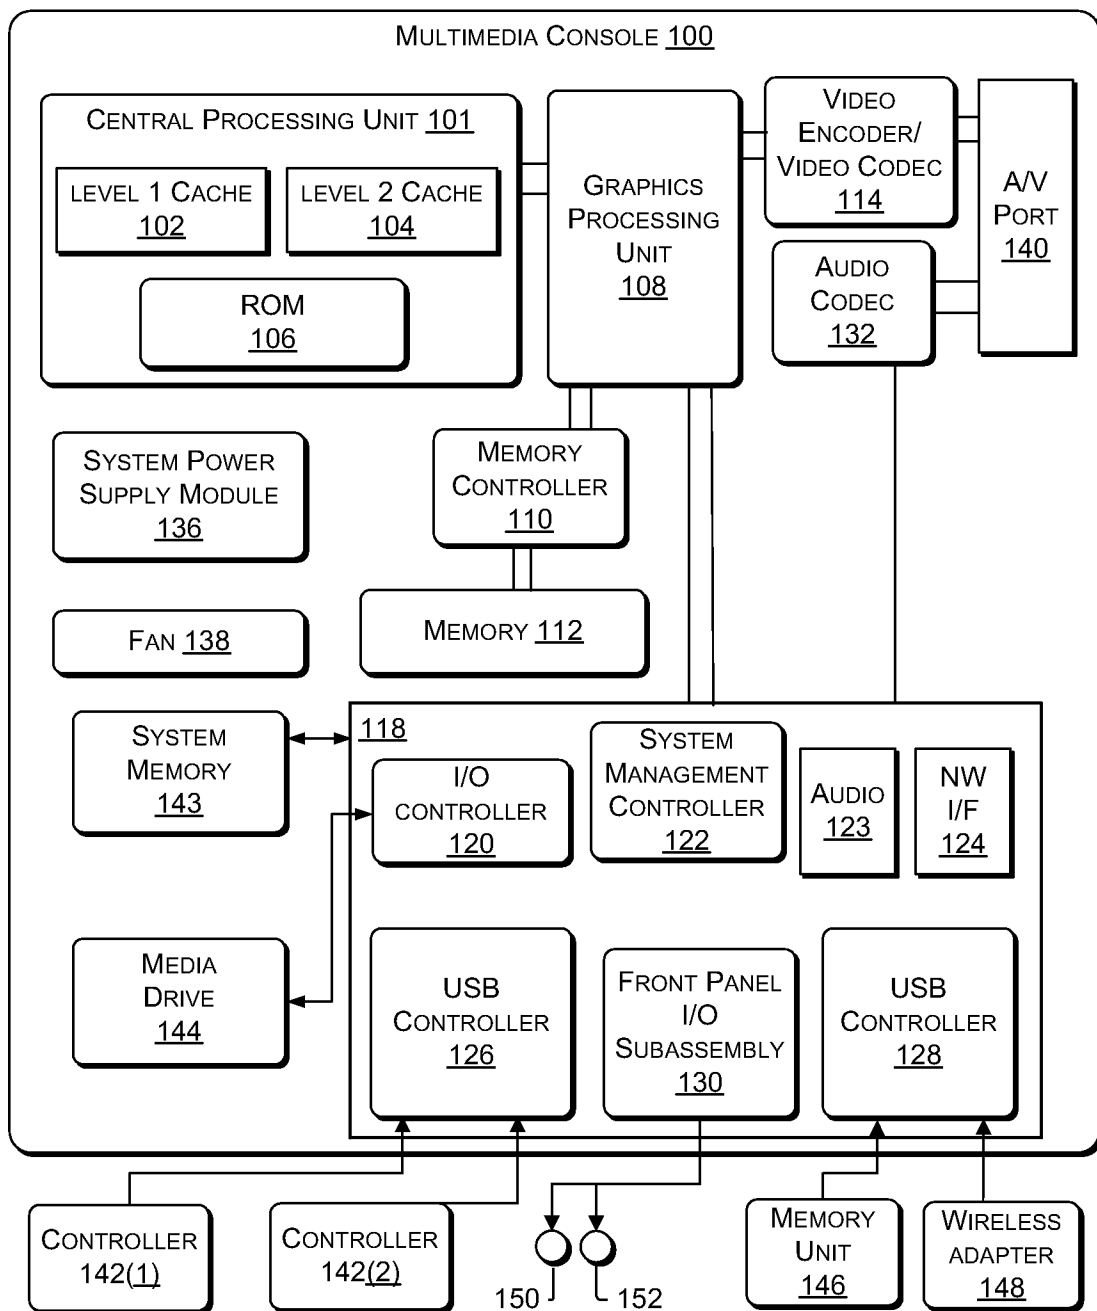 MULTIMEDIA CONSOLE 100
CENTRAL PROCESSING UNIT 101
LEVEL 1 CACHE
102
LEVEL 2 CACHE
104
ROM
106
GRAPHICS
PROCESSING
UNIT
108
VIDEO
ENCODER/
VIDEO CODEC
114
A/V
PORT
140
AUDIO
CODEC
132
SYSTEM POWER
SUPPLY MODULE
136
MEMORY
CONTROLLER
110
FAN 138
MEMORY 112
SYSTEM
MEMORY
143
118
I/O
CONTROLLER
120
SYSTEM
MANAGEMENT
CONTROLLER
122
AUDIO
123
NW
I/F
124
MEDIA
DRIVE
144
USB
CONTROLLER
126
FRONT PANEL
I/O
SUBASSEMBLY
130
USB
CONTROLLER
128
CONTROLLER
142(1)
CONTROLLER
142(2)
150
152
MEMORY
UNIT
146
WIRELESS
ADAPTER
148